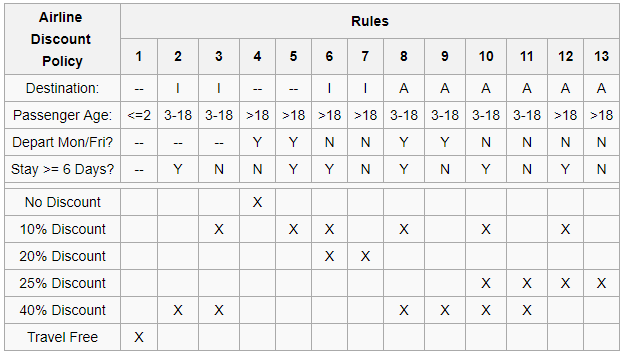 Airline
Discount
Policy
Rules
1 2 3 4 5 6 7 8 9 10 11 12 13
Destination: -- I I -- -- I I A A A A A A
Passenger Age: <=2 3-18 3-18 >18 >18 >18 >18 3-18 3-18 3-18 3-18 >18 >18
Depart Mon/Fri? -- -- -- Y Y N N Y Y N N N N
Stay >= 6 Days? -- Y N N Y Y N Y N Y N Y N
No Discount X
10% Discount X X X X X X
20% Discount X X
25% Discount X X X X
40% Discount X X X X X X
Travel Free X